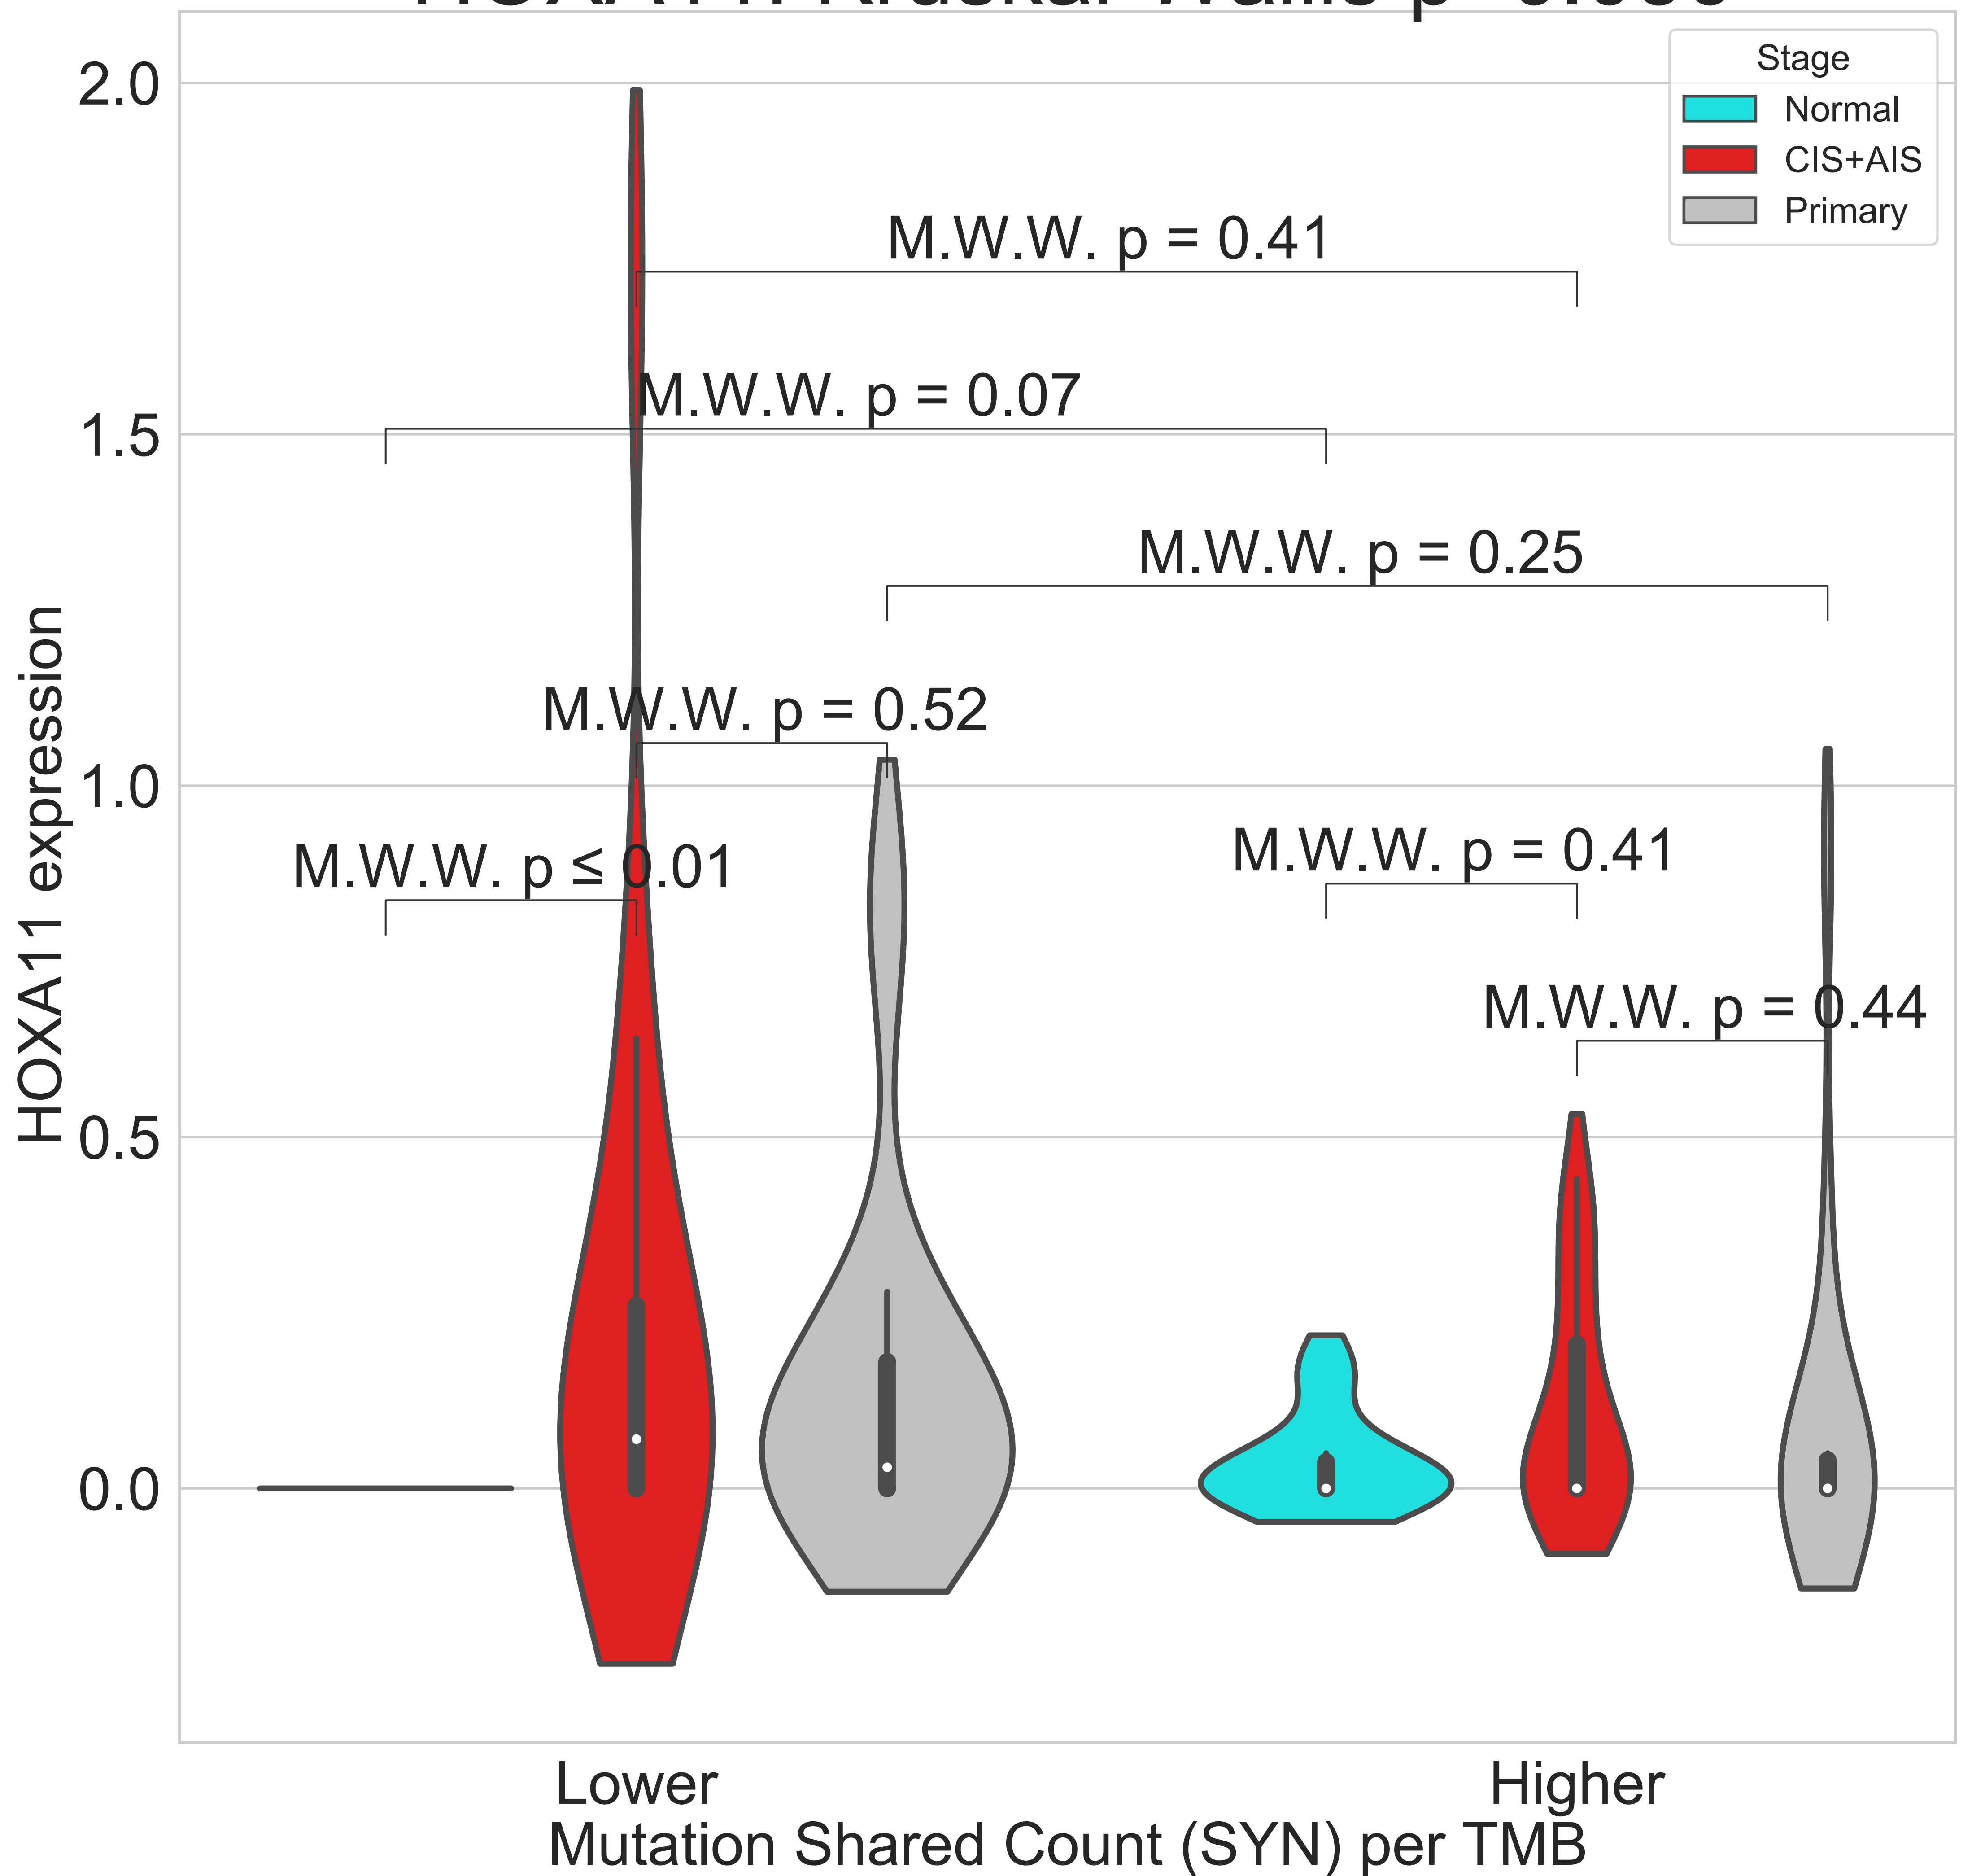 Stage
Normal
CIS+AIS
Primary
2.0
1.5
1.0
0.5
0.0
HOXA11 expression
M.W.W. p = 0.41
M.W.W. p = 0.07
M.W.W. p = 0.25
M.W.W. p = 0.52
M.W.W. p ≤ 0.01
M.W.W. p = 0.41
M.W.W. p = 0.44
Lower
Higher
Mutation Shared Count (SYN) per TMB